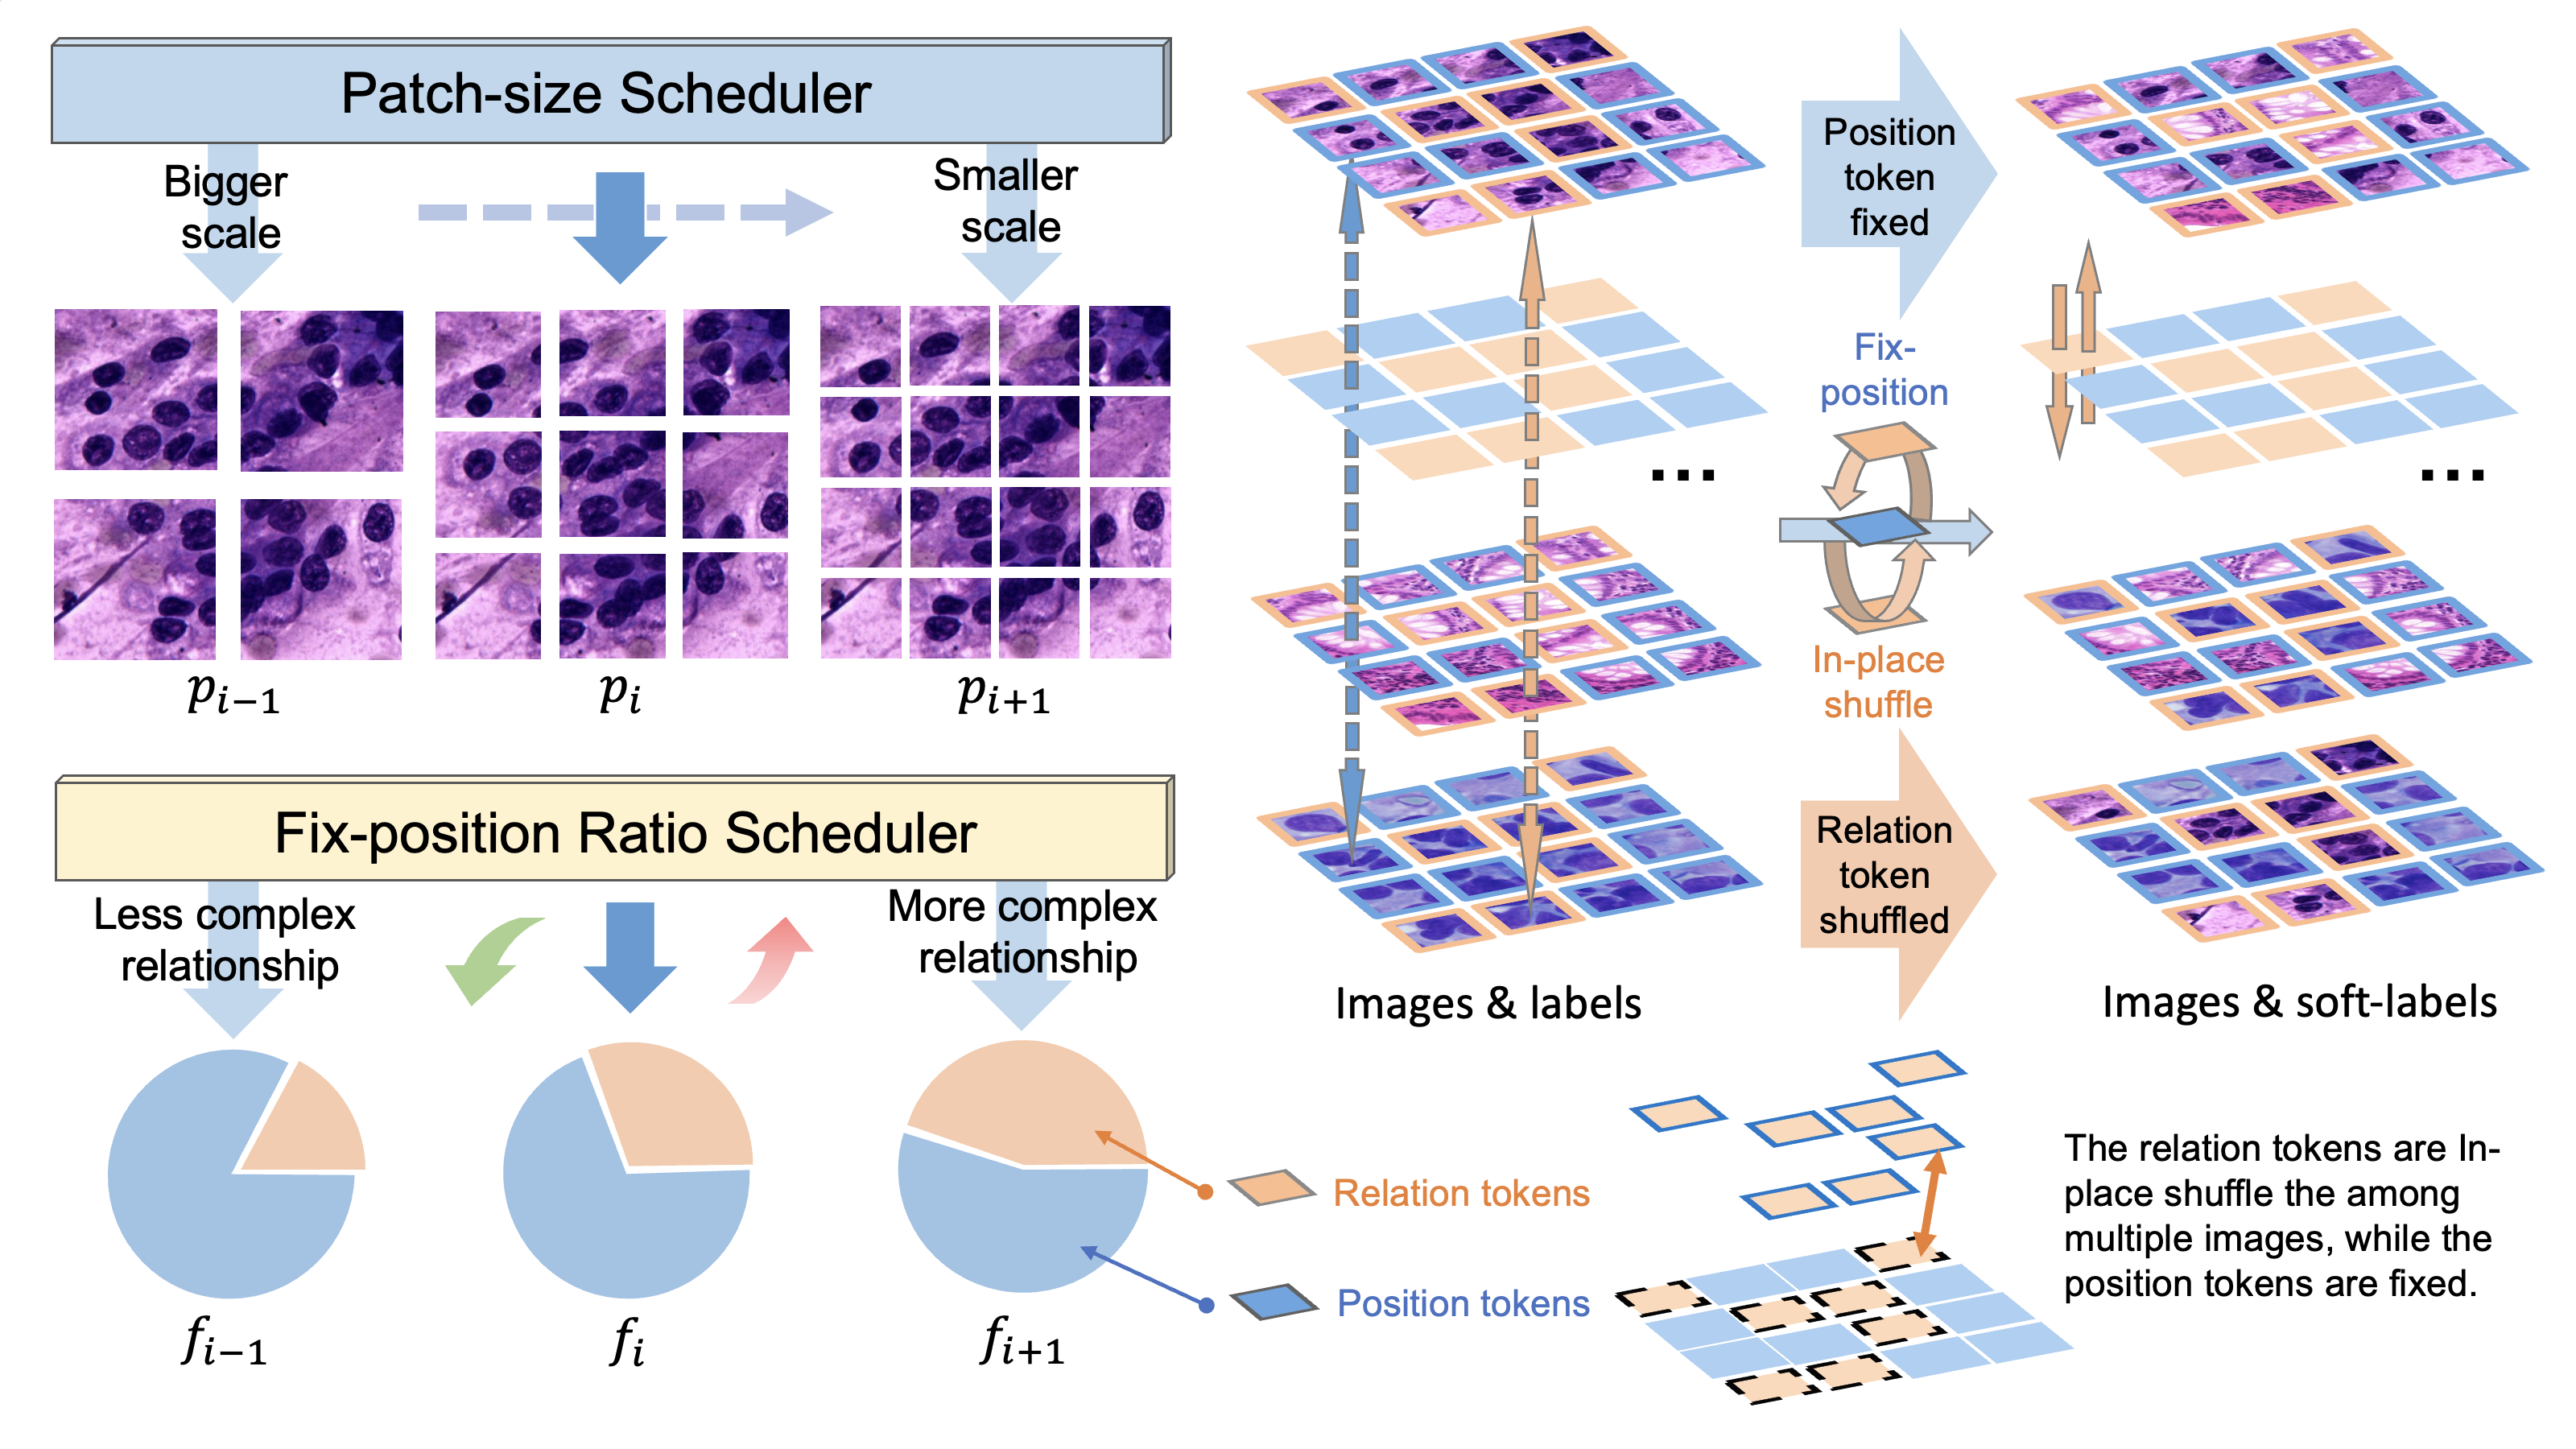 Patch-size Scheduler
Bigger
scale
Smaller
scale
p_{i−1}
p_i
p_{i+1}
Fix-position Ratio Scheduler
Less complex
relationship
More complex
relationship
f_{i−1}
f_i
f_{i+1}
Relation tokens
Position tokens
Position
token
fixed
Fix-
position
...
...
In-place
shuffle
Relation
token
shuffled
Images & labels
Images & soft-labels
The relation tokens are In-
place shuffle the among
multiple images, while the
position tokens are fixed.